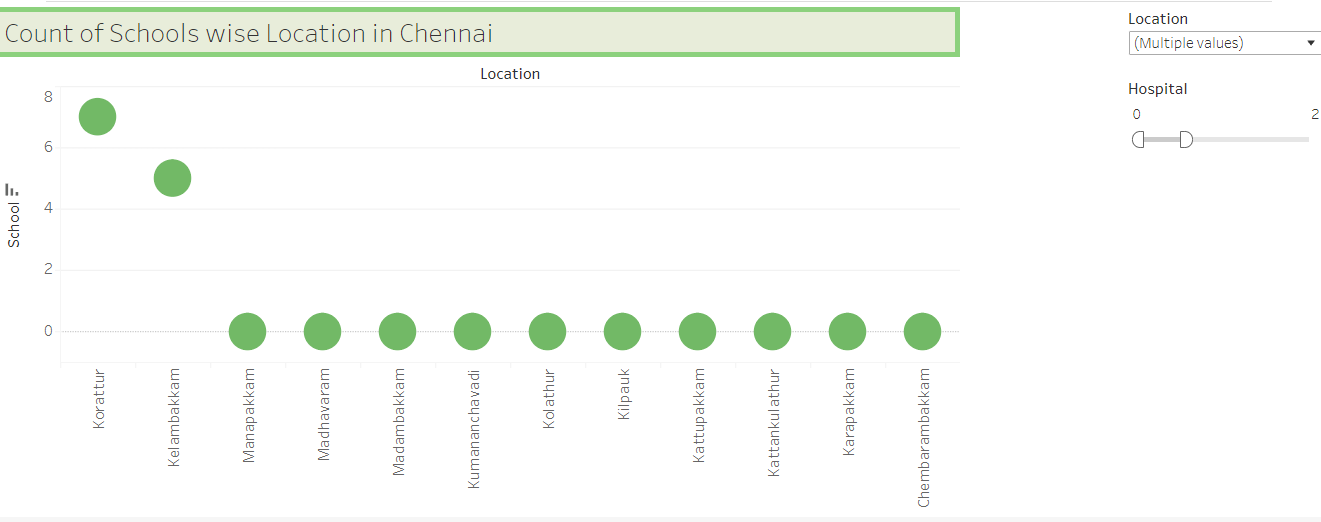 Count of Schools wise Location in Chennai
Location
(Multiple values)
Hospital
0 2
Location
School
8
6
4
2
0
Korattur
Kelambakkam
Manapakkam
Madhavaram
Madambakkam
Kumananchavadi
Kolathur
Kilpauk
Kattupakkam
Kattankulathur
Karapakkam
Chembarambakkam